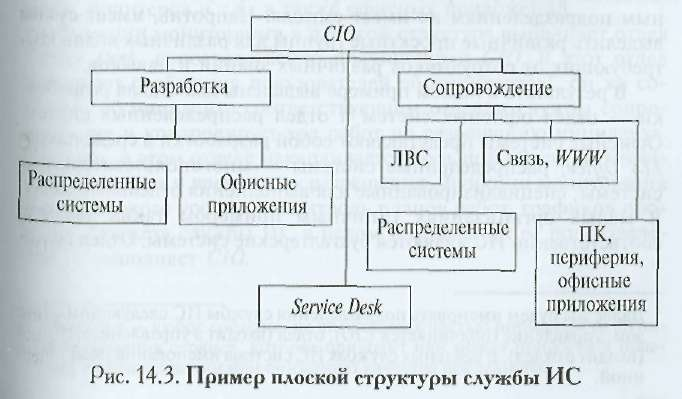 CIO
Разработка
Сопровождение
ЛВС
Связь, WWW
Распределенные
системы
Офисные
приложения
Распределенные
системы
ПК,
периферия,
офисные
приложения
Service Desk
Рис. 14.3. Пример плоской структуры службы ИС